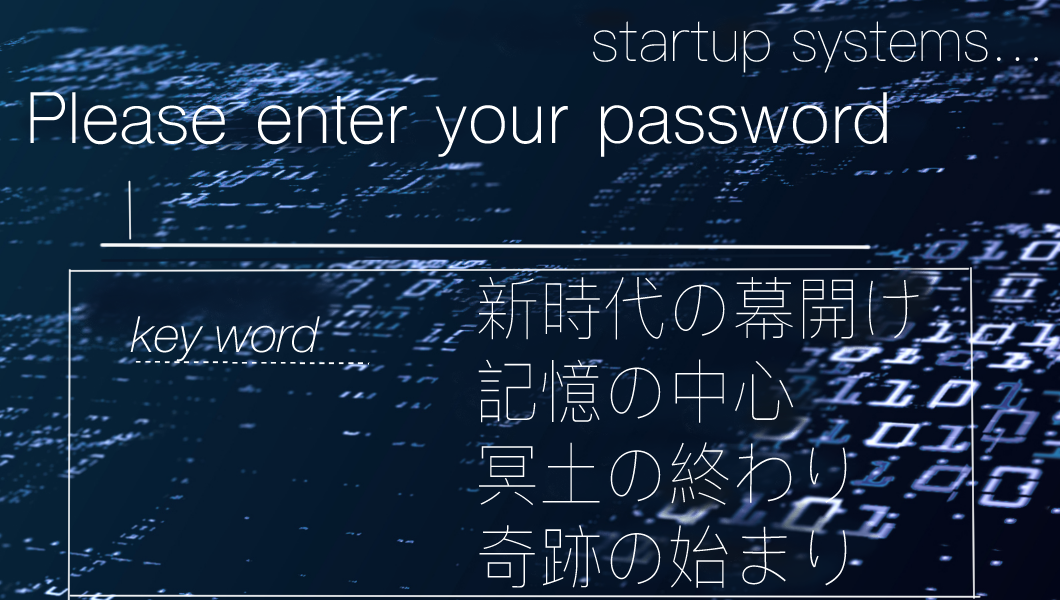 startup systems...
Please enter your password
key word
新時代の幕開け
記憶の中心
冥土の終わり
奇跡の始まり